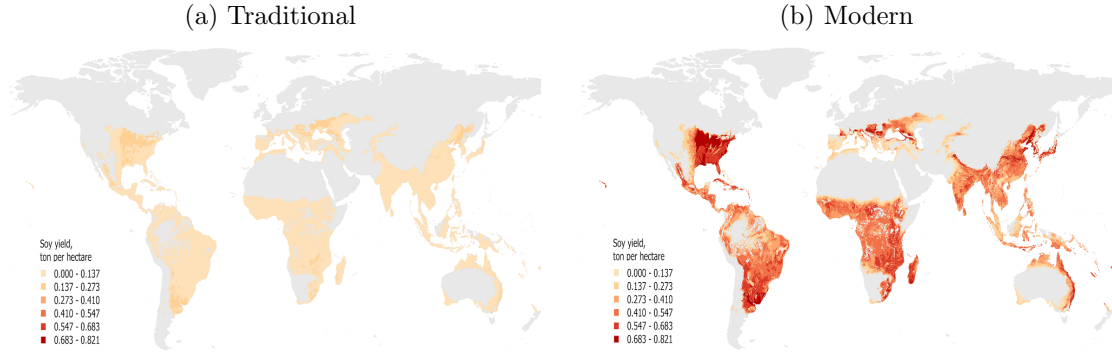 (a) Traditional
Soy yield,
ton per hectare
0.000 - 0.137
0.137 - 0.273
0.273 - 0.410
0.410 - 0.547
0.547 - 0.683
0.683 - 0.821
(b) Modern
Soy yield,
ton per hectare
0.000 - 0.137
0.137 - 0.273
0.273 - 0.410
0.410 - 0.547
0.547 - 0.683
0.683 - 0.821